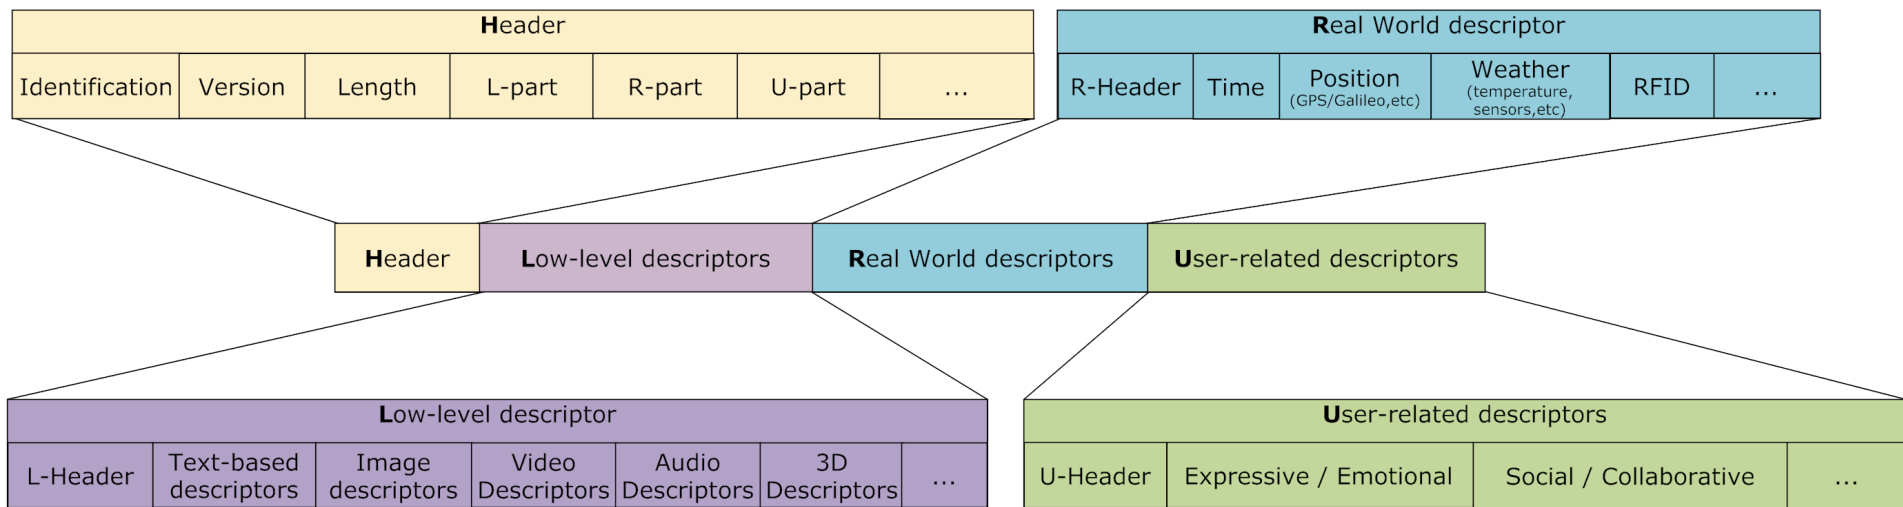 Header
Identification Version Length L-part R-part U-part ...
Real World descriptor
R-Header Time Position (GPS/Galileo,etc) Weather (temperature, sensors,etc) RFID ...
Header Low-level descriptors Real World descriptors User-related descriptors
Low-level descriptor
L-Header Text-based descriptors Image descriptors Video Descriptors Audio Descriptors 3D Descriptors ...
User-related descriptors
U-Header Expressive / Emotional Social / Collaborative ...